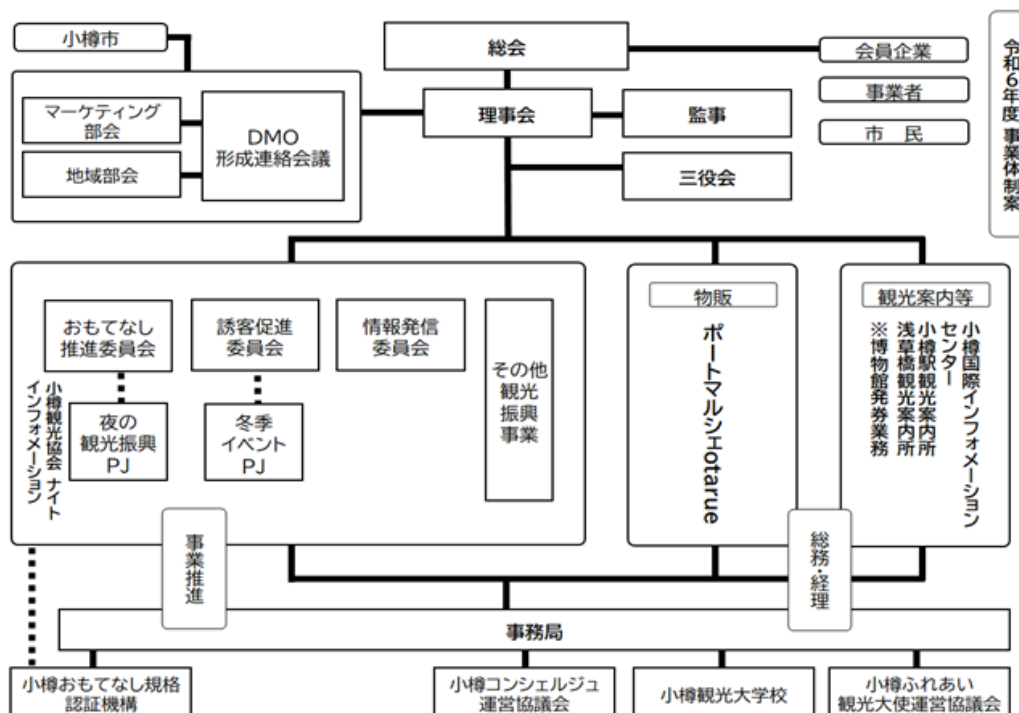 小樽市
総会
会員企業
事業者
市　民
令和6年度 事業体制案
マーケティング
部会
地域部会
DMO
形成連絡会議
理事会
監事
三役会
おもてなし
推進委員会
誘客促進
委員会
情報発信
委員会
その他
観光
振興
事業
夜の
観光振興
PJ
冬季
イベント
PJ
小樽観光協会 ナイト
インフォメーション
物販
ポートマルシェotarue
観光案内等
小樽国際インフォメーション
センター
小樽駅観光案内所
浅草橋観光案内所
※博物館発券業務
事業推進
総務・経理
事務局
小樽おもてなし規格
認証機構
小樽コンシェルジュ
運営協議会
小樽観光大学校
小樽ふれあい
観光大使運営協議会